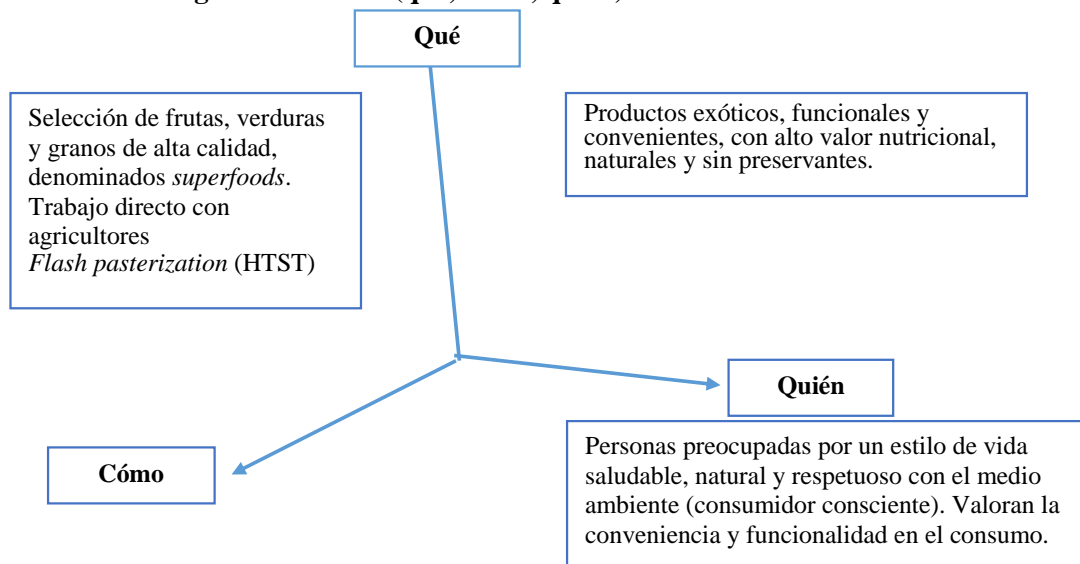 Qué
Selección de frutas, verduras
y granos de alta calidad,
denominados superfoods.
Trabajo directo con
agricultores
Flash pasterization (HTST)
Productos exóticos, funcionales y
convenientes, con alto valor nutricional,
naturales y sin preservantes.
Quién
Personas preocupadas por un estilo de vida
saludable, natural y respetuoso con el medio
ambiente (consumidor consciente). Valoran la
conveniencia y funcionalidad en el consumo.
Cómo